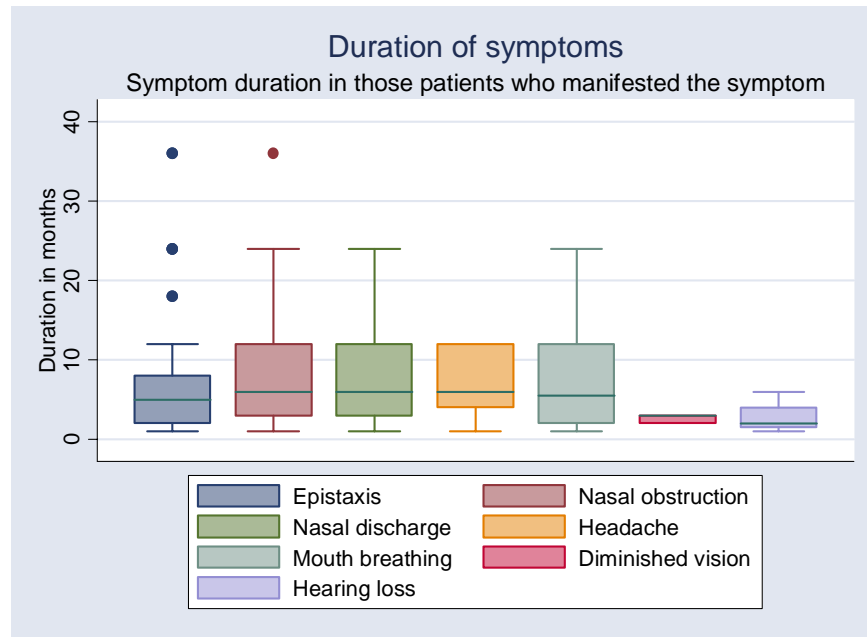 Duration of symptoms
Symptom duration in those patients who manifested the symptom
Duration in months
40
30
20
10
0
Epistaxis
Nasal obstruction
Nasal discharge
Headache
Mouth breathing
Diminished vision
Hearing loss